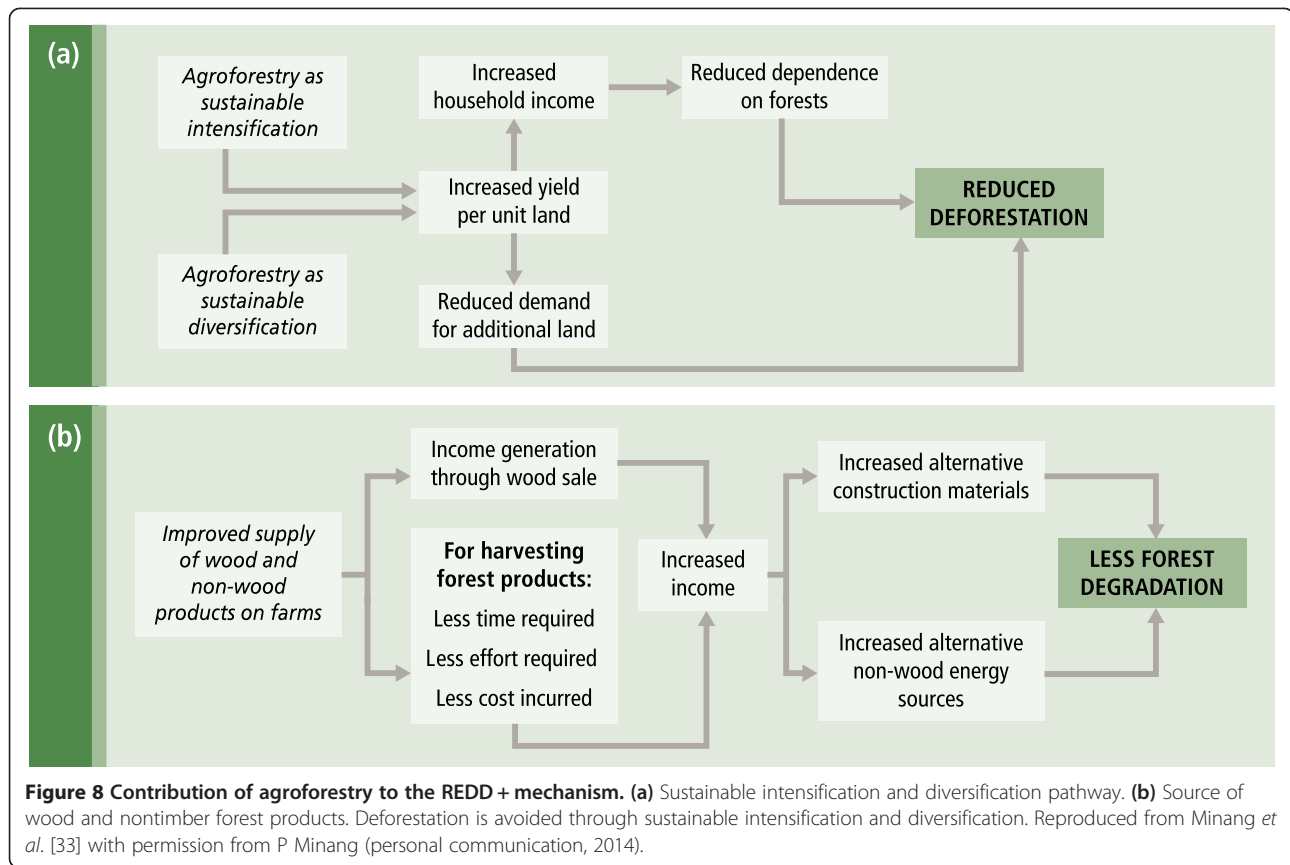 (a)
Agroforestry as
sustainable
intensification
Increased
household income
Reduced dependence
on forests
Increased yield
per unit land
REDUCED
DEFORESTATION
Agroforestry as
sustainable
diversification
Reduced demand
for additional land
(b)
Improved supply
of wood and
non-wood
products on farms
Income generation
through wood sale
For harvesting
forest products:
Less time required
Less effort required
Less cost incurred
Increased
income
Increased alternative
construction materials
Increased alternative
non-wood energy
sources
LESS FOREST
DEGRADATION
Figure 8 Contribution of agroforestry to the REDD + mechanism. (a) Sustainable intensification and diversification pathway. (b) Source of
wood and nontimber forest products. Deforestation is avoided through sustainable intensification and diversification. Reproduced from Minang et
al. [33] with permission from P Minang (personal communication, 2014).